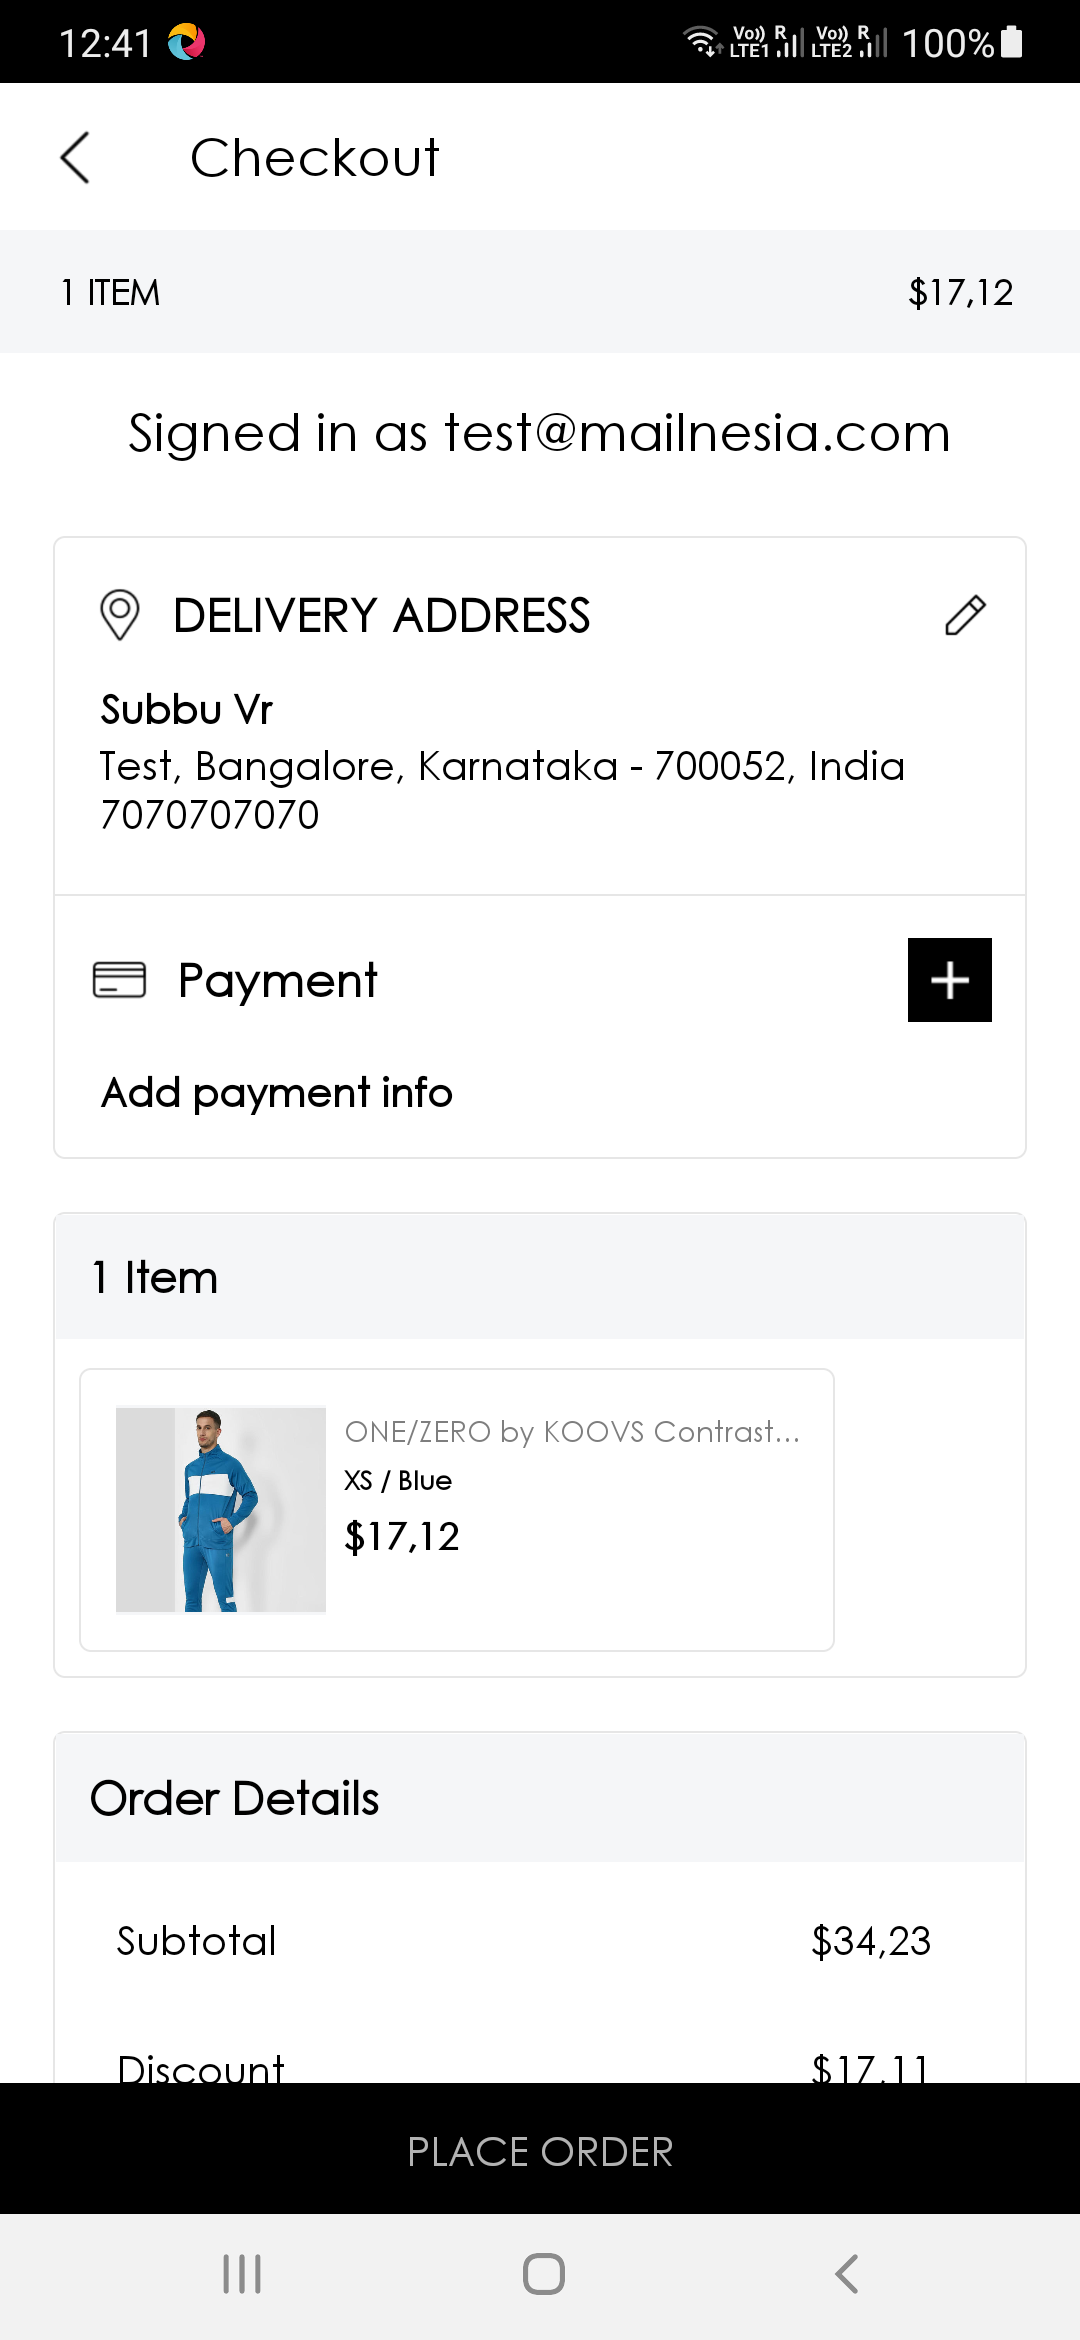 12:41
Vo)) R Vo)) R 100%
LTE1 LTE2
Checkout
1 ITEM $17,12
Signed in as test@mailnesia.com
DELIVERY ADDRESS
Subbu Vr
Test, Bangalore, Karnataka - 700052, India
7070707070
Payment
Add payment info
1 Item
ONE/ZERO by KOOVS Contrast...
XS / Blue
$17,12
Order Details
Subtotal $34,23
Discount $17,11
PLACE ORDER